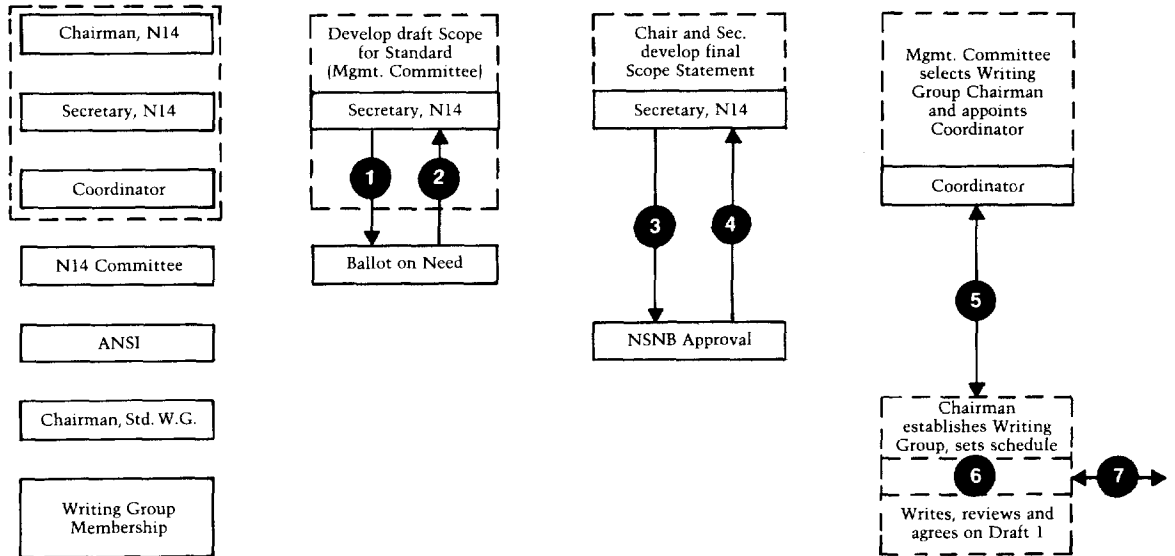 Chairman, N14
Secretary, N14
Coordinator
N14 Committee
ANSI
Chairman, Std. W.G.
Writing Group
Membership
Develop draft Scope
for Standard
(Mgmt. Committee)
Secretary, N14
1
2
Ballot on Need
Chair and Sec.
develop final
Scope Statement
Secretary, N14
3
4
NSNB Approval
Mgmt. Committee
selects Writing
Group Chairman
and appoints
Coordinator
Coordinator
5
Chairman
establishes Writing
Group, sets schedule
6
7
Writes, reviews and
agrees on Draft 1